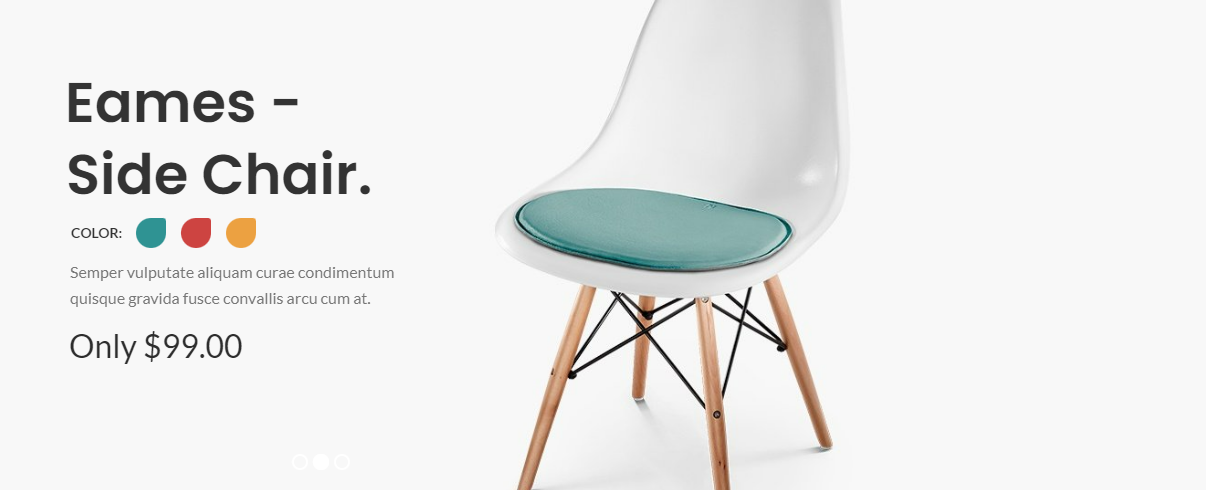 Eames -
Side Chair.
COLOR:
Semper vulputate aliquam curae condimentum
quisque gravida fusce convallis arcu cum at.
Only $99.00